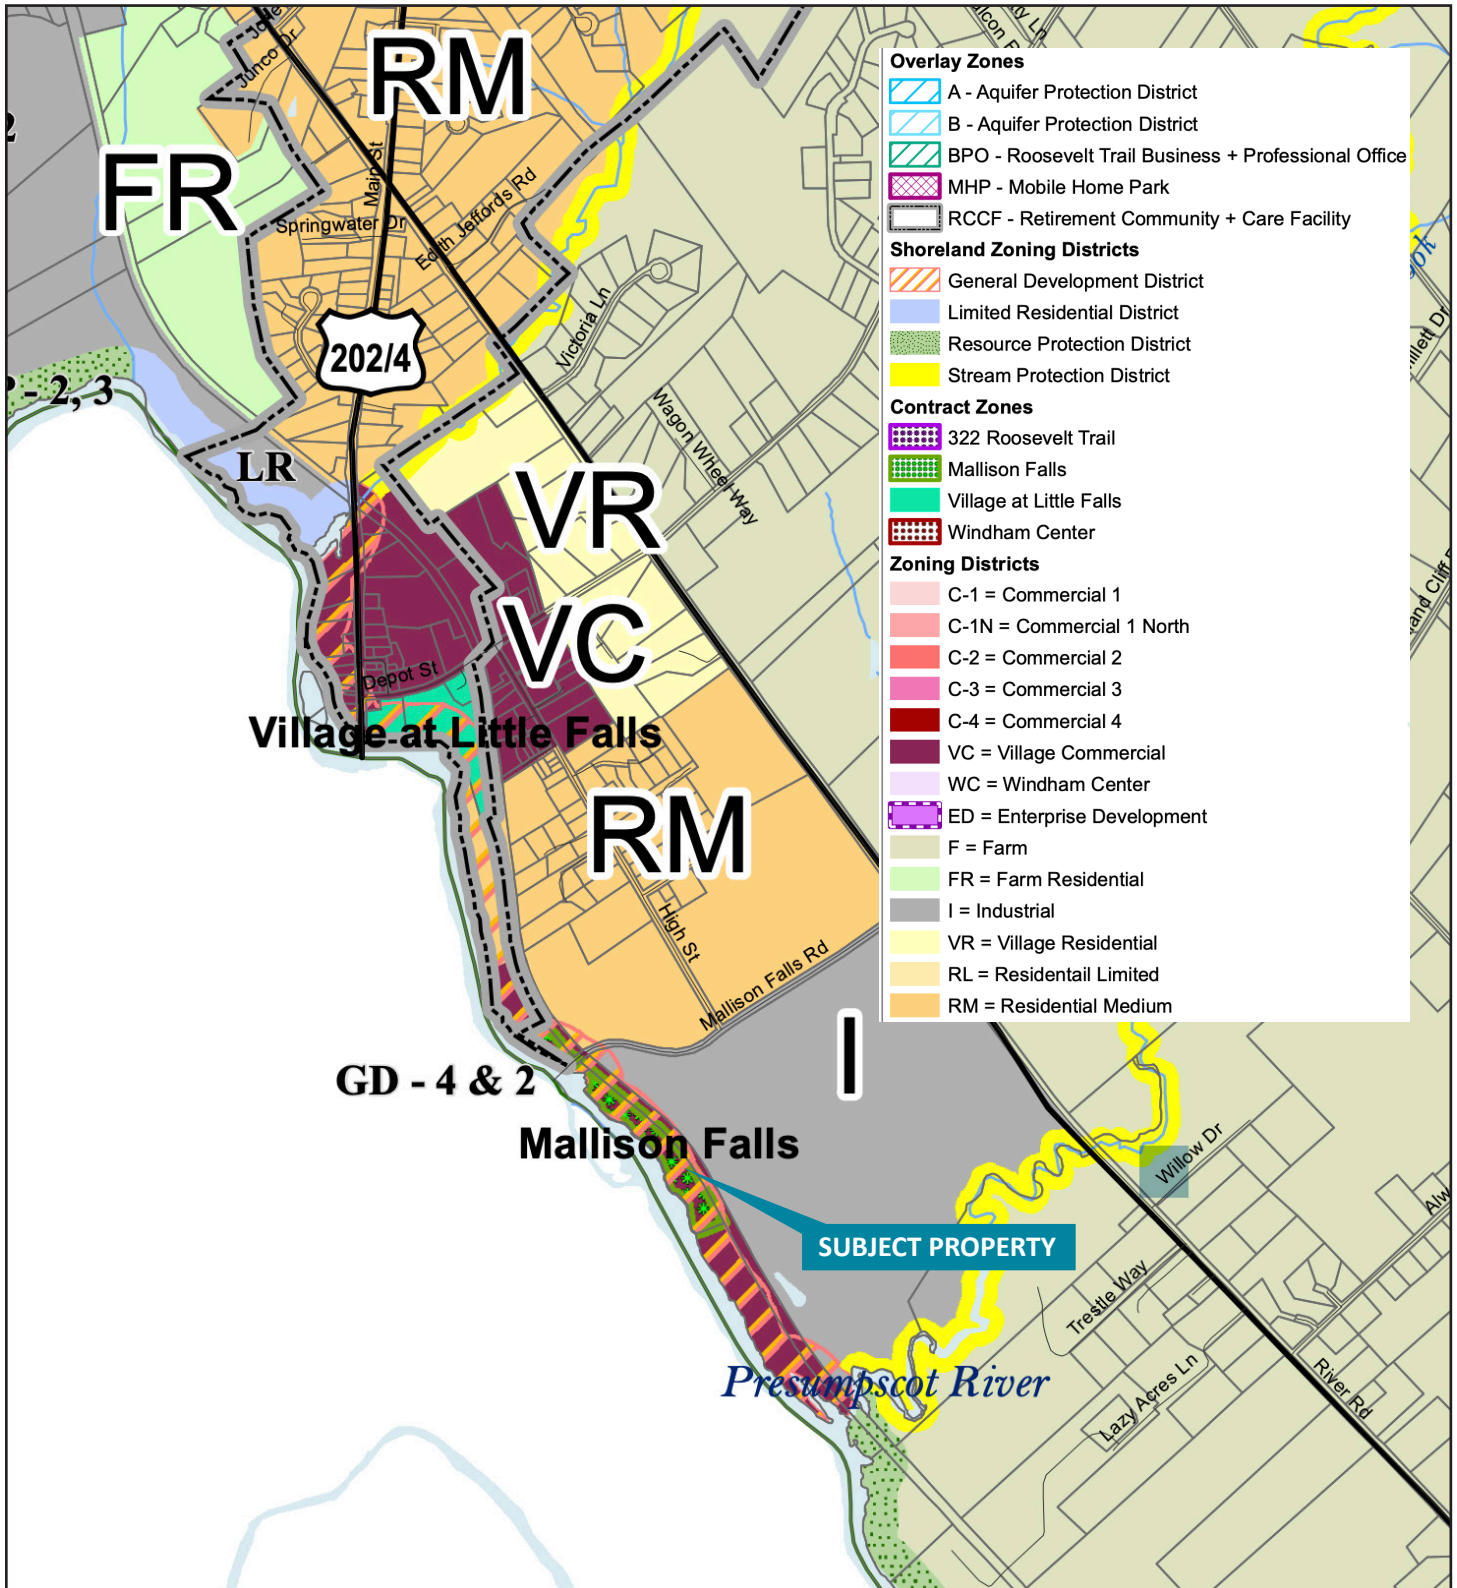 Junco Dr
RM
FR
2
Main St
Springwater Dr
Edith Jeffords Rd
202/4
Victoria Ln
Wagon Wheel Way
- 2, 3
LR
VR
VC
Depot St
Village at Little Falls
RM
High St
Mallison Falls Rd
I
GD - 4 & 2
Mallison Falls
SUBJECT PROPERTY
Presumpscot River
Willow Dr
Trestle Way
Lazy Acres Ln
River Rd
Alw
Overlay Zones
A - Aquifer Protection District
B - Aquifer Protection District
BPO - Roosevelt Trail Business + Professional Office
MHP - Mobile Home Park
RCCF - Retirement Community + Care Facility
Shoreland Zoning Districts
General Development District
Limited Residential District
Resource Protection District
Stream Protection District
Contract Zones
322 Roosevelt Trail
Mallison Falls
Village at Little Falls
Windham Center
Zoning Districts
C-1 = Commercial 1
C-1N = Commercial 1 North
C-2 = Commercial 2
C-3 = Commercial 3
C-4 = Commercial 4
VC = Village Commercial
WC = Windham Center
ED = Enterprise Development
F = Farm
FR = Farm Residential
I = Industrial
VR = Village Residential
RL = Residentail Limited
RM = Residential Medium